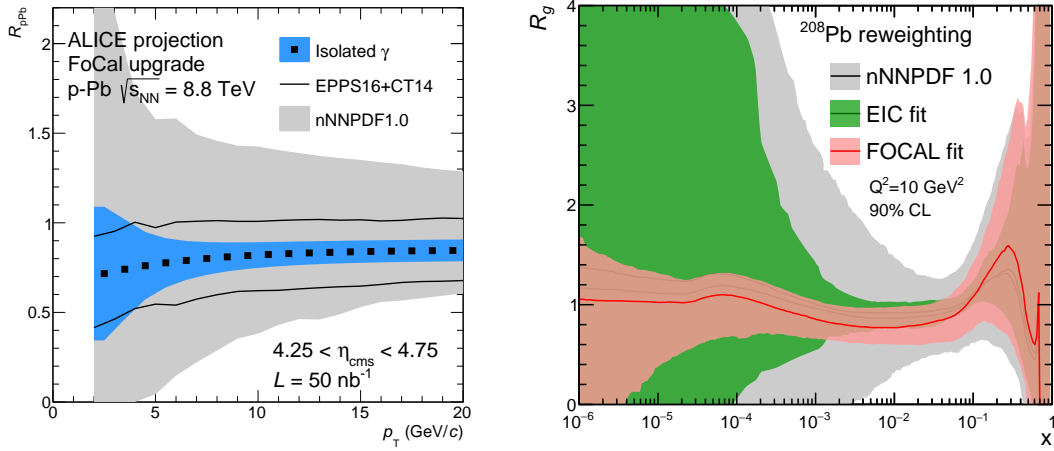 R_pPb
ALICE projection
FoCal upgrade
p-Pb √s_NN = 8.8 TeV
Isolated γ
EPPS16+CT14
nNNPDF1.0
4.25 < η_cms < 4.75
L = 50 nb⁻¹
2
1.5
1
0.5
0
0 5 10 15 20
p_T (GeV/c)
R_g
²⁰⁸Pb reweighting
nNNPDF 1.0
EIC fit
FOCAL fit
Q²=10 GeV²
90% CL
4
3
2
1
0
10⁻⁶ 10⁻⁵ 10⁻⁴ 10⁻³ 10⁻² 10⁻¹ 1
x